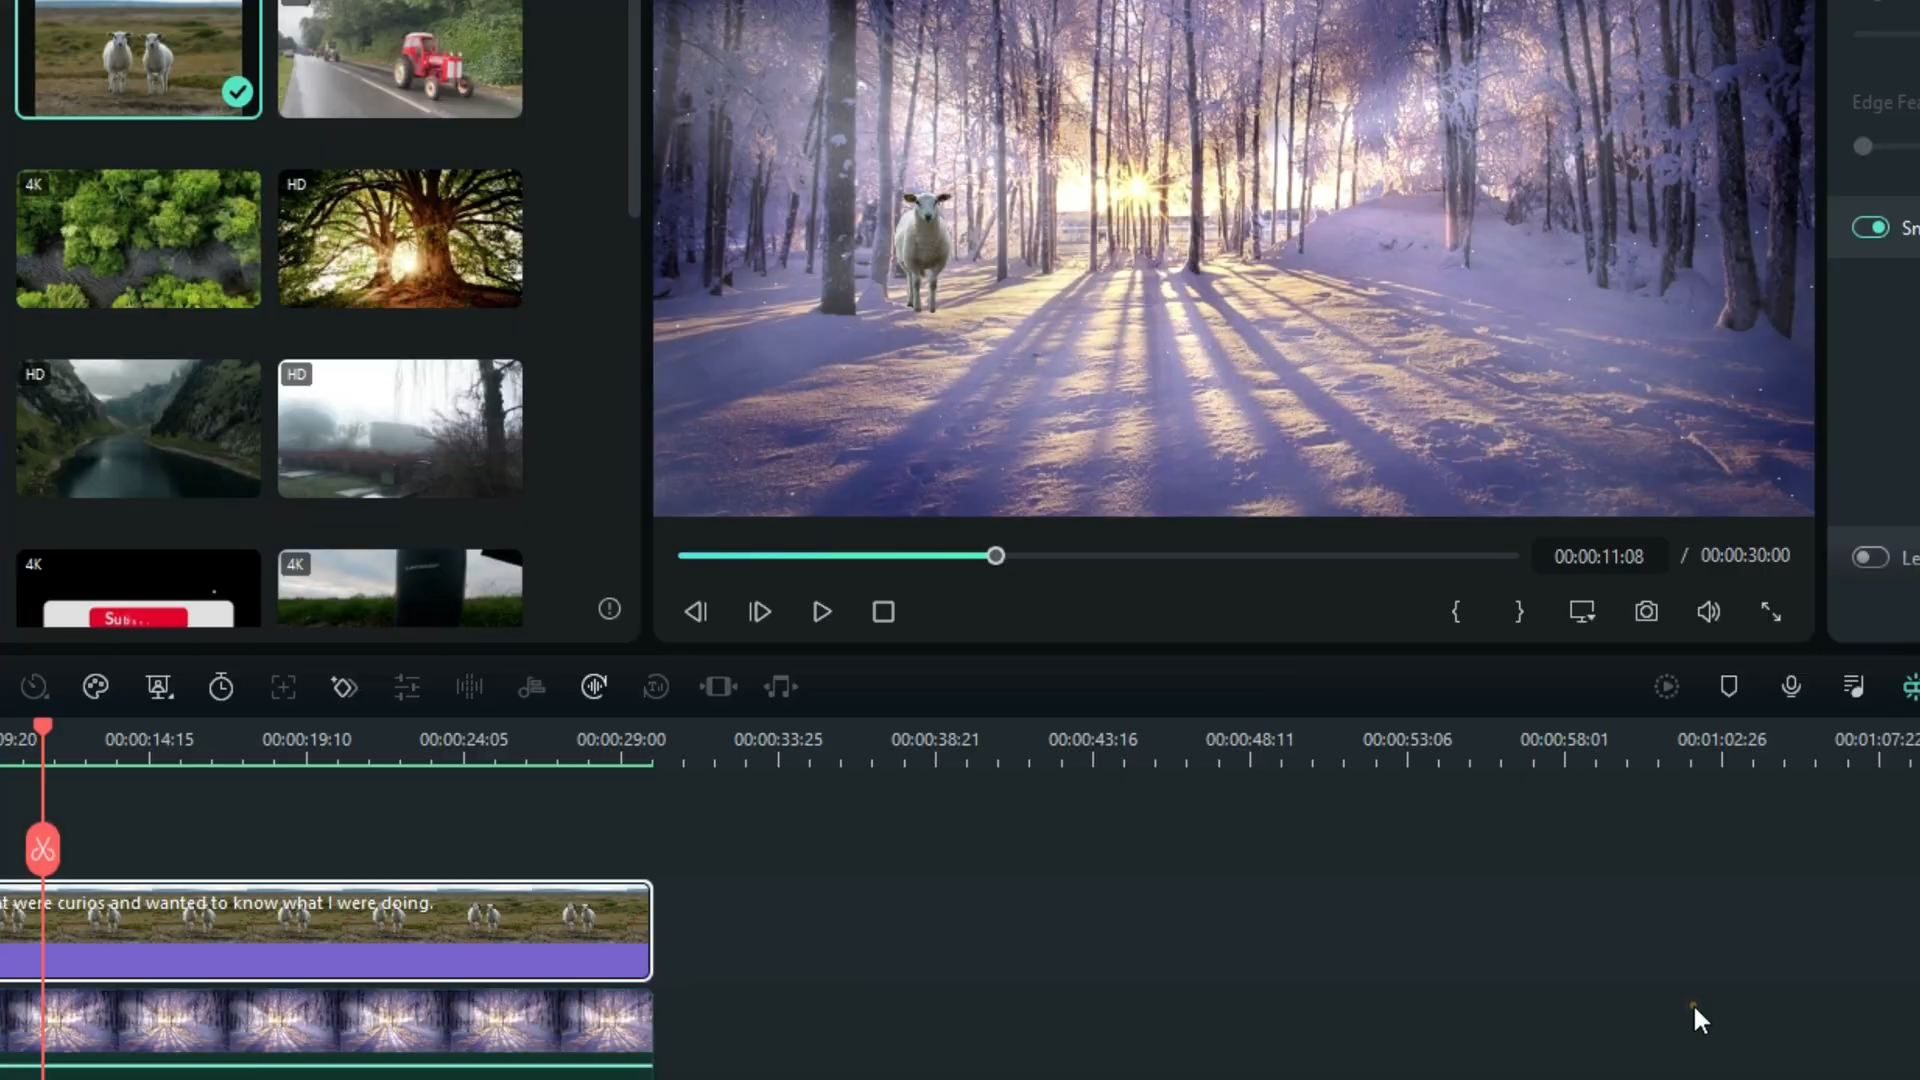 4K
HD
HD
HD
4K
Su
4K
Edge Fea
Sn
Le
00:00:11:08 / 00:00:30:00
09:20 00:00:14:15 00:00:19:10 00:00:24:05 00:00:29:00 00:00:33:25 00:00:38:21 00:00:43:16 00:00:48:11 00:00:53:06 00:00:58:01 00:01:02:26 00:01:07:22
t were curios and wanted to know what I were doing.